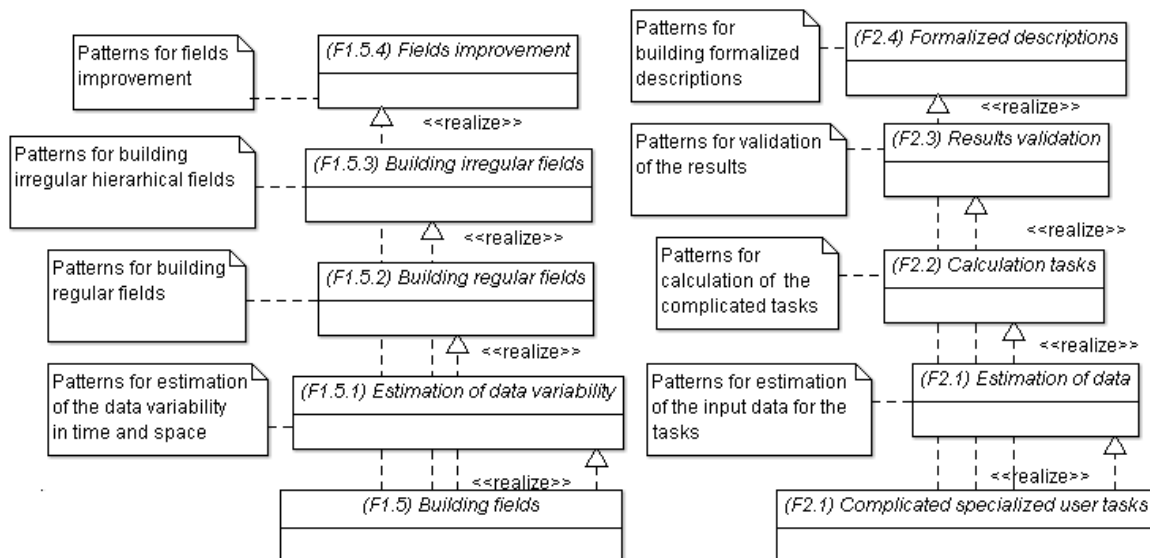 Patterns for fields
improvement
(F1.5.4) Fields improvement
<<realize>>
Patterns for building
irregular hierarhical fields
(F1.5.3) Building irregular fields
<<realize>>
Patterns for building
regular fields
(F1.5.2) Building regular fields
<<realize>>
Patterns for estimation
of the data variability
in time and space
(F1.5.1) Estimation of data variability
<<realize>>
(F1.5) Building fields
Patterns for
building formalized
descriptions
(F2.4) Formalized descriptions
<<realize>>
Patterns for validation
of the results
(F2.3) Results validation
<<realize>>
Patterns for
calculation of the
complicated tasks
(F2.2) Calculation tasks
<<realize>>
Patterns for estimation
of the input data for the
tasks
(F2.1) Estimation of data
<<realize>>
(F2.1) Complicated specialized user tasks